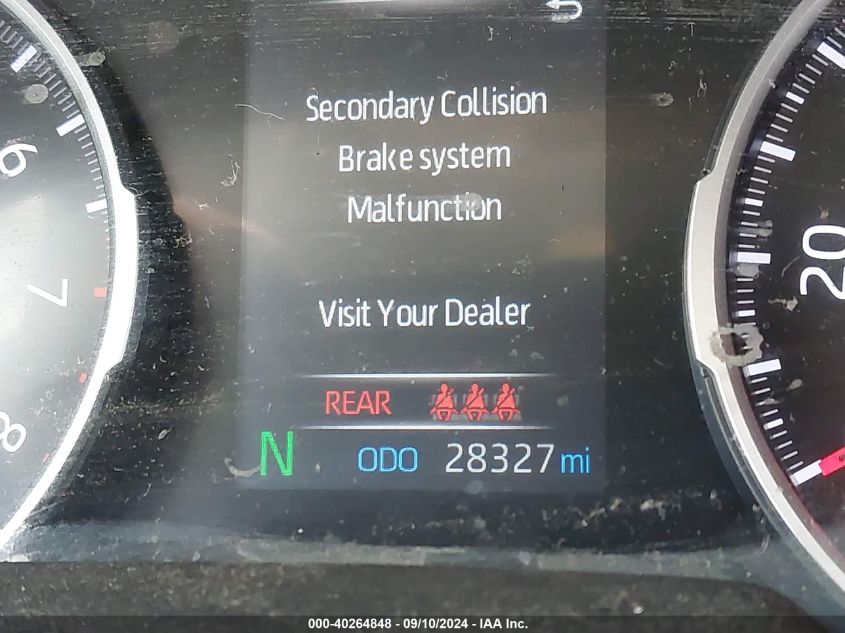 Secondary Collision
Brake system
Malfunction
Visit Your Dealer
REAR
N ODO 28327 mi
6
7
8
20
000-40264848 - 09/10/2024 - IAA Inc.